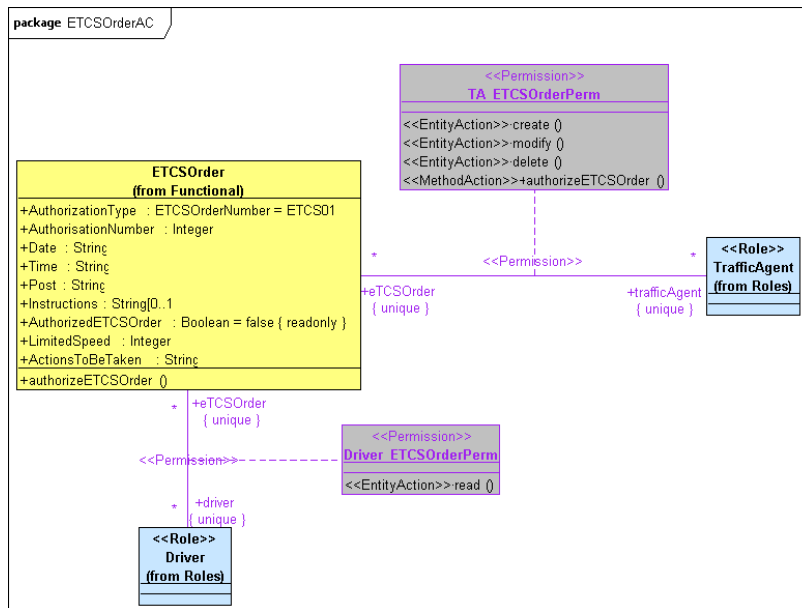 package ETCSOrderAC
<<Permission>>
TA_ETCSOrderPerm
<<EntityAction>>-create ()
<<EntityAction>>-modify ()
<<EntityAction>>-delete ()
<<MethodAction>>+authorizeETCSOrder ()
ETCSOrder
(from Functional)
+AuthorizationType : ETCSOrderNumber = ETCS01
+AuthorisationNumber : Integer
+Date : String
+Time : String
+Post : String
+Instructions : String[0..1
+AuthorizedETCSOrder : Boolean = false { readonly }
+LimitedSpeed : Integer
+ActionsToBeTaken : String
+authorizeETCSOrder ()
*
<<Permission>>
*
+eTCSOrder
{ unique }
+trafficAgent
{ unique }
<<Role>>
TrafficAgent
(from Roles)
*
+eTCSOrder
{ unique }
<<Permission>>
<<Permission>>
Driver_ETCSOrderPerm
<<EntityAction>>-read ()
*
+driver
{ unique }
<<Role>>
Driver
(from Roles)